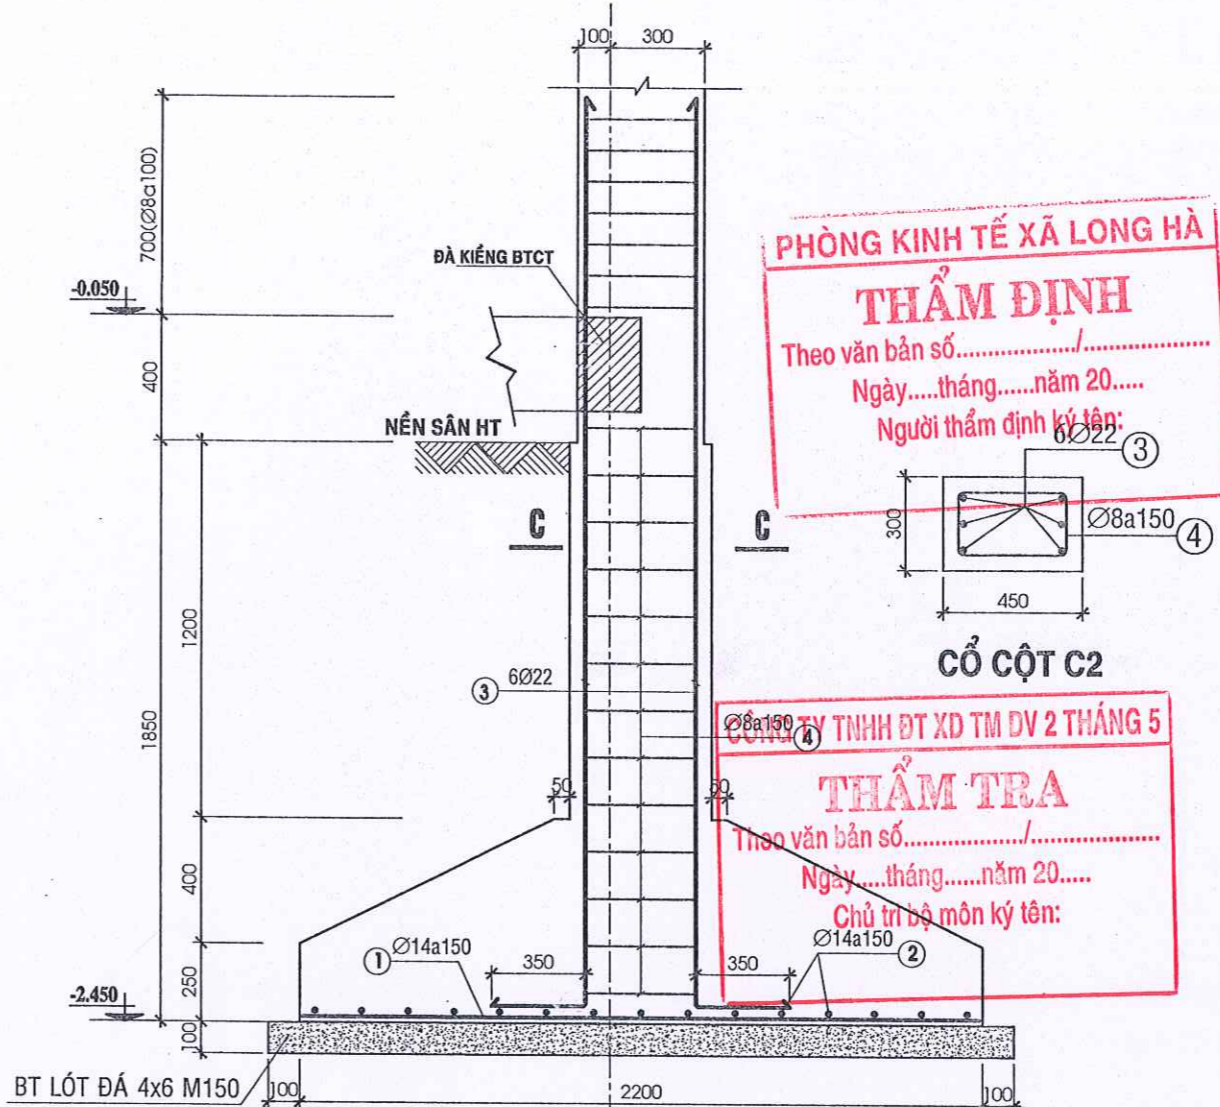 100
300
700(Ø8a100)
ĐÀ KIỀNG BTCT
-0.050
400
NỀN SÂN HT
PHÒNG KINH TẾ XÃ LONG HÀ
THẨM ĐỊNH
Theo văn bản số.................../...................
Ngày.....tháng......năm 20.....
Người thẩm định ký tên:
6Ø22
3
C
C
300
Ø8a150
4
450
CỔ CỘT C2
1200
3
6Ø22
1850
Ø8a150
4
CÔNG TY TNHH ĐT XD TM DV 2 THÁNG 5
THẨM TRA
Theo văn bản số.................../...................
Ngày.....tháng......năm 20.....
Chủ trì bộ môn ký tên:
50
50
400
1
Ø14a150
350
350
Ø14a150
2
250
-2.450
100
BT LÓT ĐÁ 4x6 M150
100
2200
100